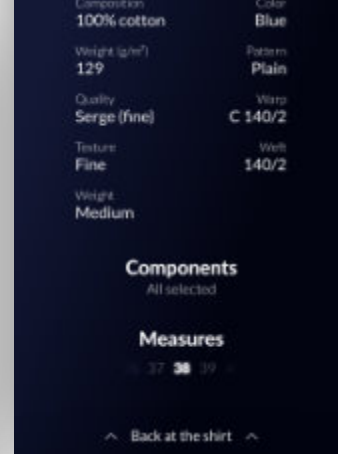 Composition Color
100% cotton Blue
Weight (g/m²) Pattern
129 Plain
Quality Warp
Serge (fine) C 140/2
Texture Weft
Fine 140/2
Weight
Medium
Components
All selected
Measures
37 38 39
^ Back at the shirt ^